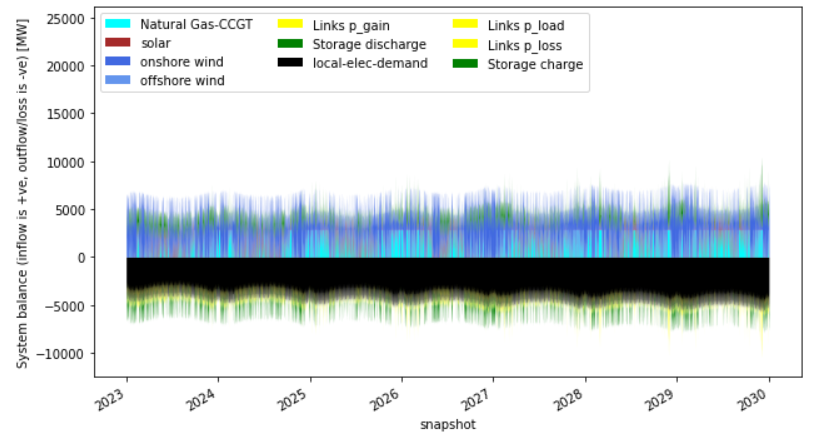 System balance (inflow is +ve, outflow/loss is -ve) [MW]
25000
20000
15000
10000
5000
0
−5000
−10000
Natural Gas-CCGT
solar
onshore wind
offshore wind
Links p_gain
Storage discharge
local-elec-demand
Links p_load
Links p_loss
Storage charge
2023
2024
2025
2026
2027
2028
2029
2030
snapshot